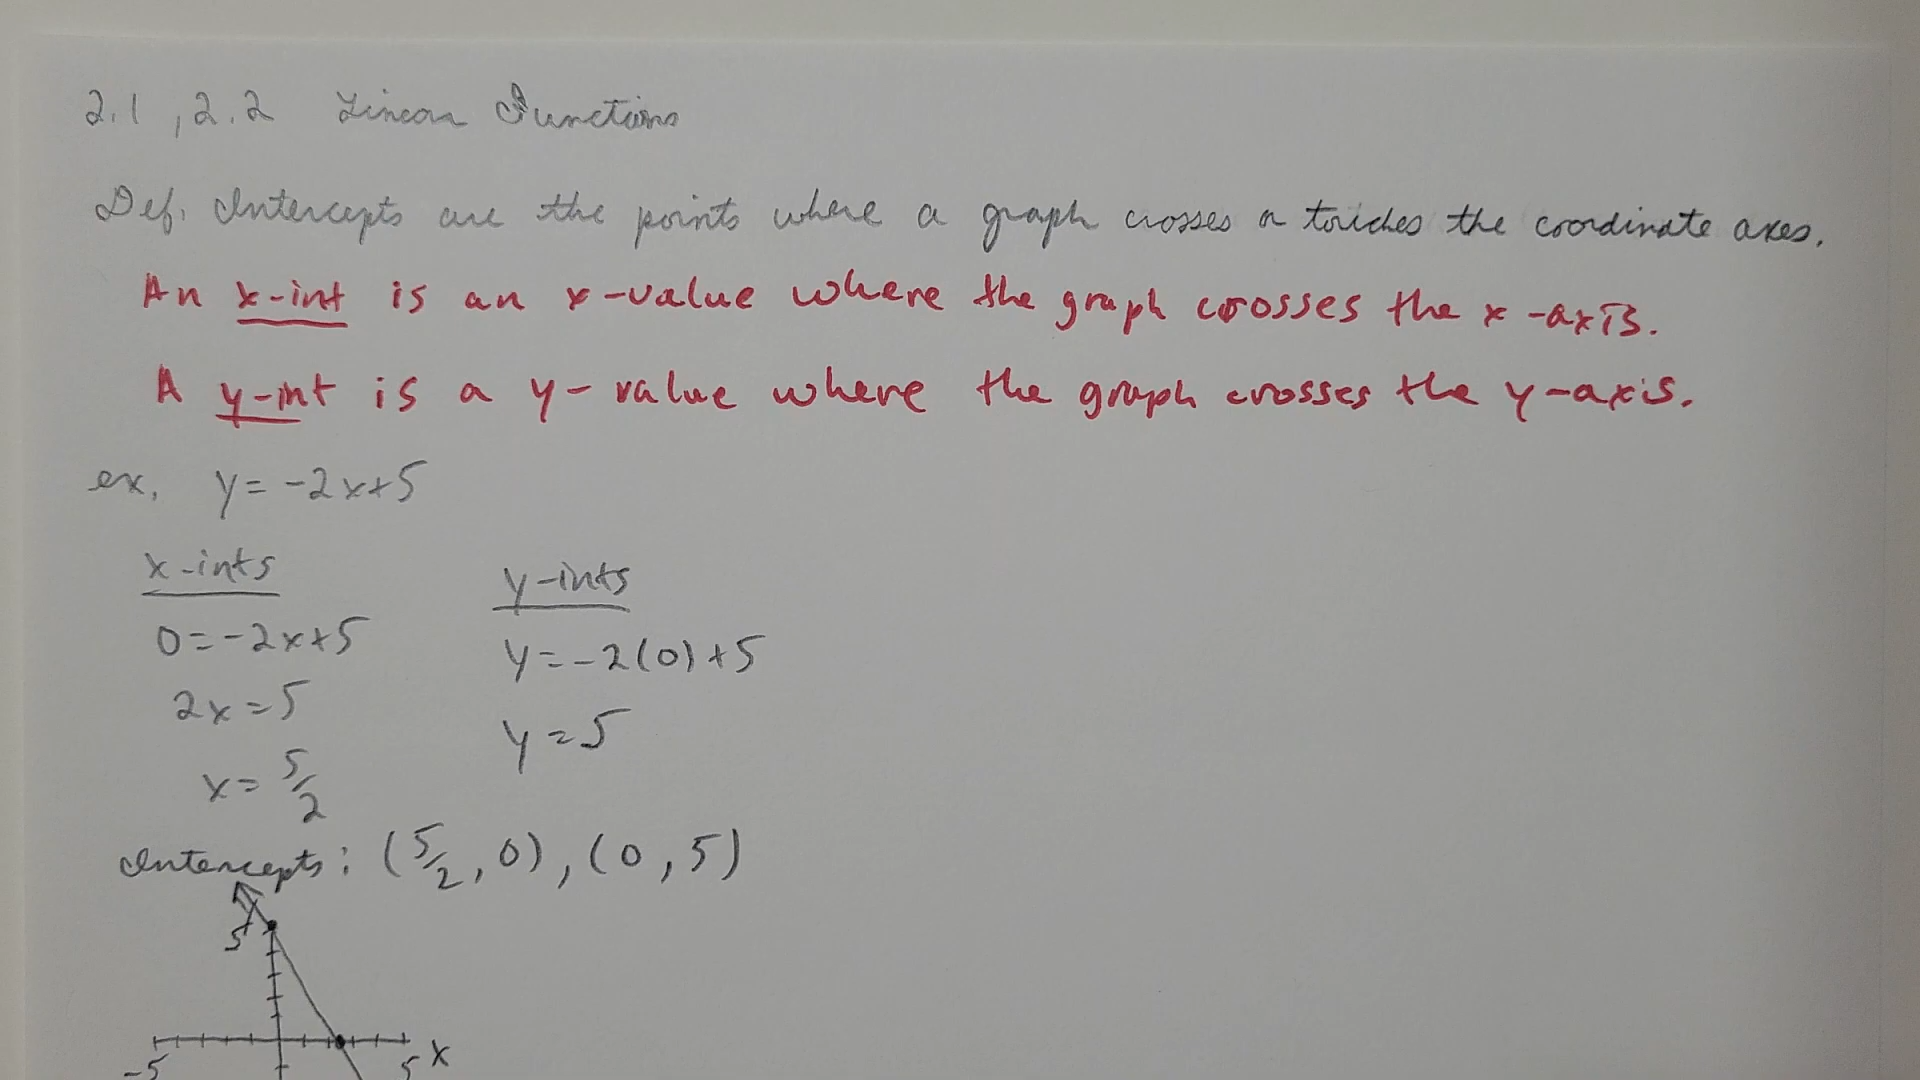 2.1, 2.2 Linear Functions
Def. Intercepts are the points where a graph crosses or touches the coordinate axes.
An x-int is an x-value where the graph crosses the x-axis.
A y-int is a y-value where the graph crosses the y-axis.
ex. y=-2x+5
x-ints
y-ints
0=-2x+5
y=-2(0)+5
2x=5
y=5
x=5/2
Intercepts: (5/2, 0), (0, 5)
y
5
-5
5
x